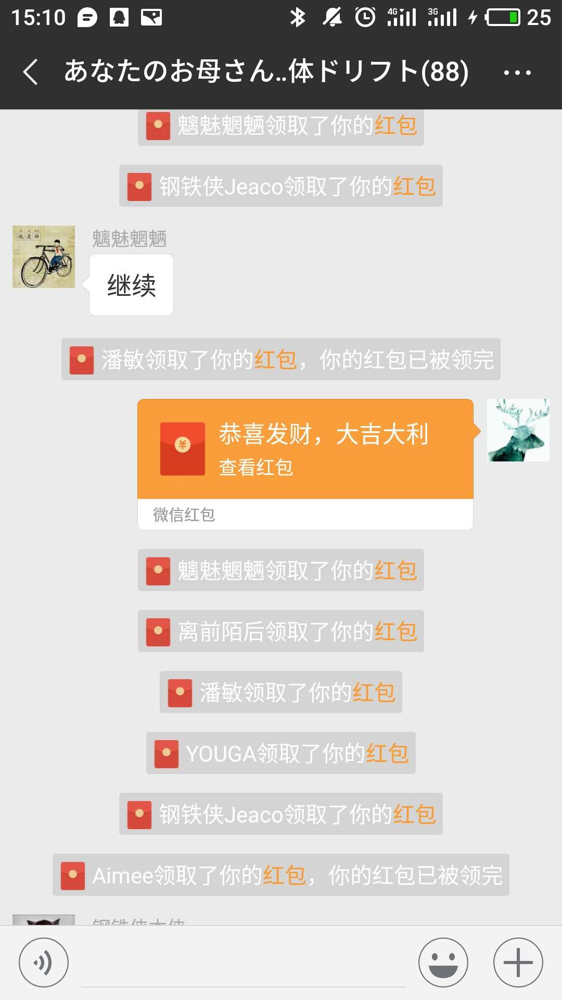 15:10
4G
3G
25
あなたのお母さん..体ドリフト(88)
魑魅魍魉领取了你的红包
钢铁侠Jeaco领取了你的红包
就是帅
魑魅魍魉
继续
潘敏领取了你的红包，你的红包已被领完
恭喜发财，大吉大利
查看红包
微信红包
魑魅魍魉领取了你的红包
离前陌后领取了你的红包
潘敏领取了你的红包
YOUGA领取了你的红包
钢铁侠Jeaco领取了你的红包
Aimee领取了你的红包，你的红包已被领完